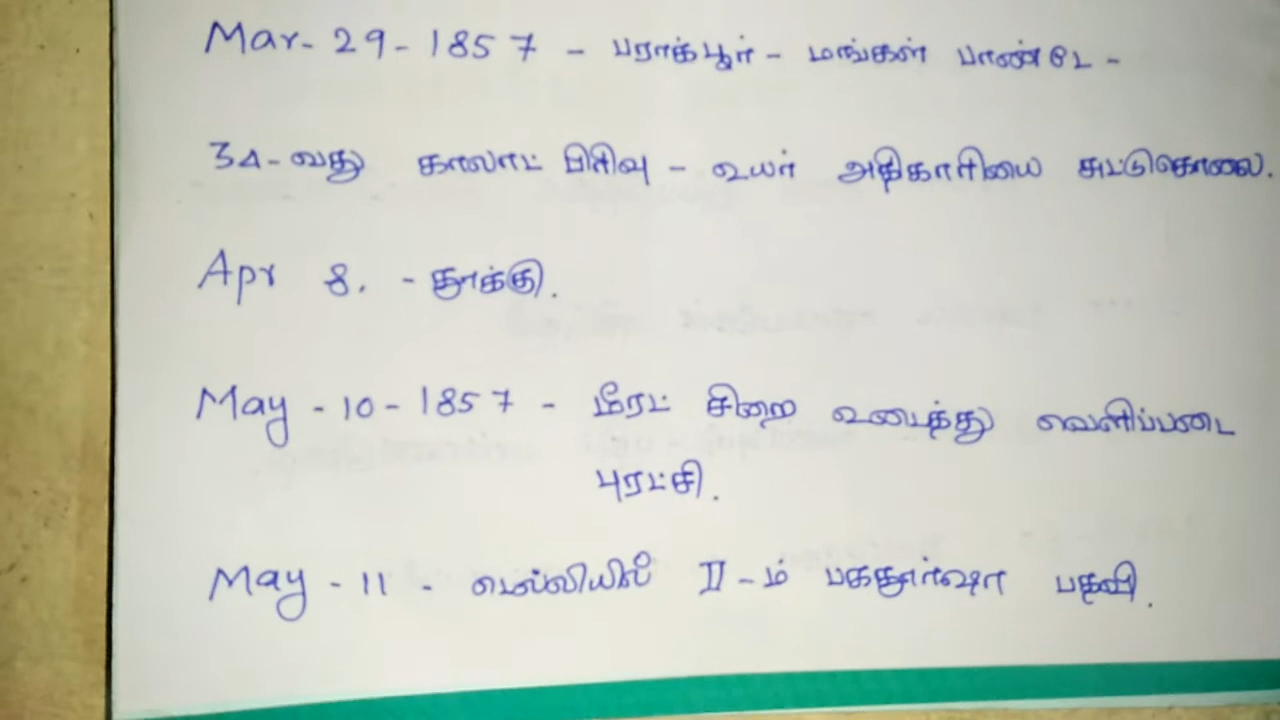 Mar - 29 - 1857 - பராக்பூர் - மங்கள் பாண்டே -
34-வது காலாட் பிரிவு - உயர் அதிகாரியை சுட்டுகொலை.
Apr 8. - தூக்கு.
May - 10 - 1857 - மீரட் சிறை உடைத்து வெளிப்படை
புரட்சி.
May - 11 - டெல்லியில் II-ம் பகதூர்ஷா பதவி.